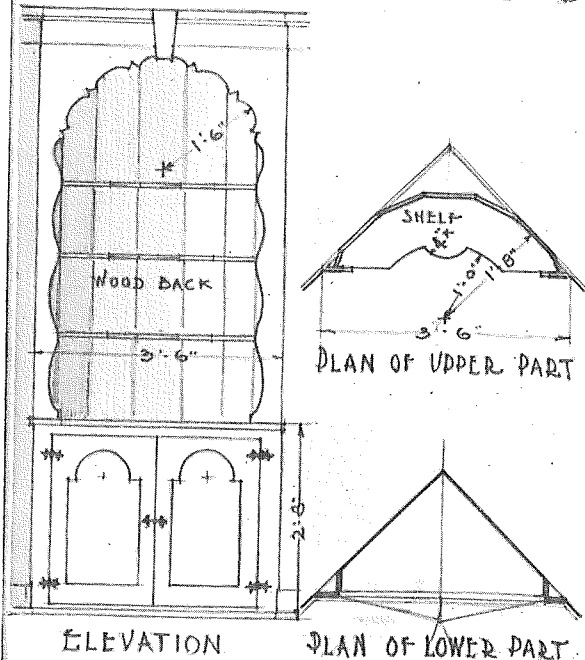 1'-6"
WOOD BACK
3'-6"
2'-8"
ELEVATION
SHELF
4"
1'-0"
1'-8"
3'-6"
PLAN OF UPPER PART
PLAN OF LOWER PART